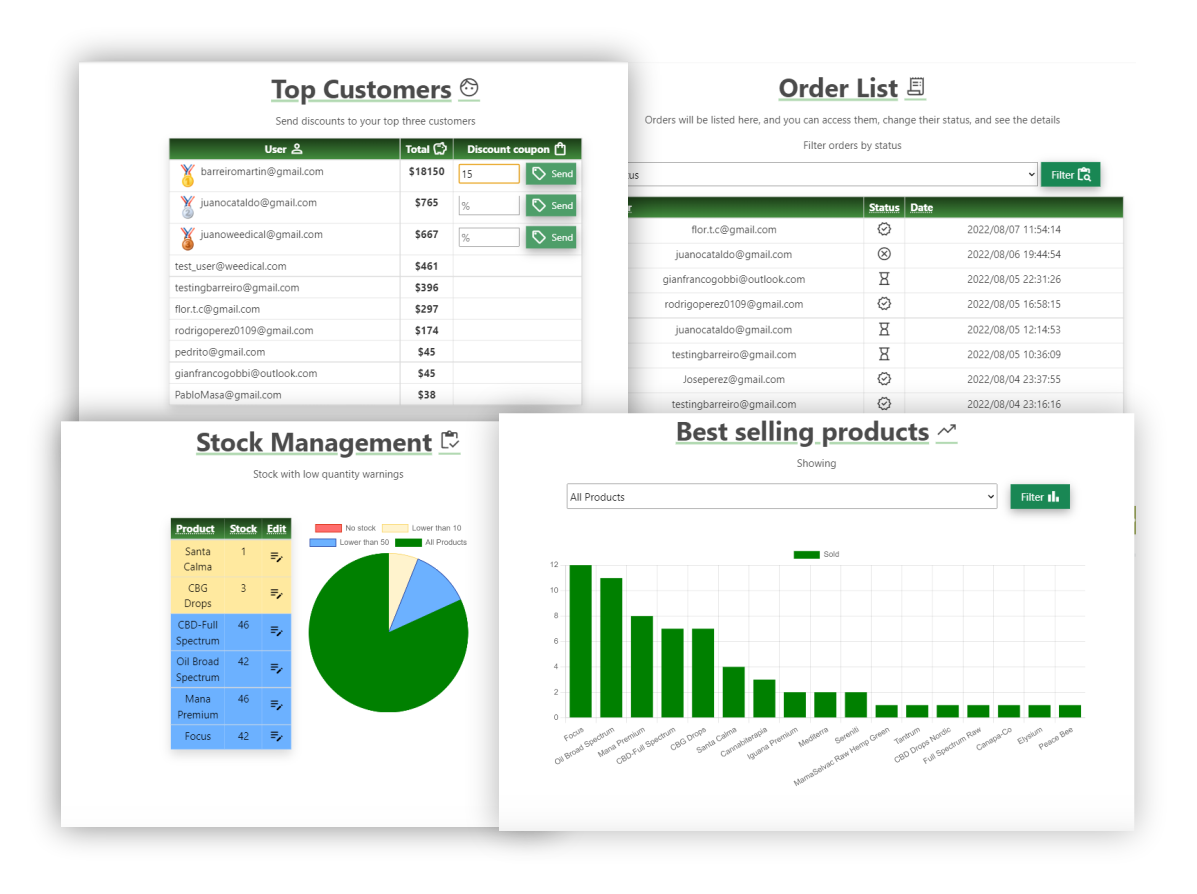 Top Customers
Send discounts to your top three customers
User Total Discount coupon
1 barreiromartin@gmail.com $18150 15 Send
juanocataldo@gmail.com $765 % Send
juanoweedical@gmail.com $667 % Send
test_user@weedical.com $461
testingbarreiro@gmail.com $396
flor.t.c@gmail.com $297
rodrigoperez0109@gmail.com $174
pedrito@gmail.com $45
gianfrancogobbi@outlook.com $45
PabloMasa@gmail.com $38
Order List
Orders will be listed here, and you can access them, change their status, and see the details
Filter orders by status
us Filter
r Status Date
flor.t.c@gmail.com 2022/08/07 11:54:14
juanocataldo@gmail.com 2022/08/06 19:44:54
gianfrancogobbi@outlook.com 2022/08/05 22:31:26
rodrigoperez0109@gmail.com 2022/08/05 16:58:15
juanocataldo@gmail.com 2022/08/05 12:14:53
testingbarreiro@gmail.com 2022/08/05 10:36:09
Joseperez@gmail.com 2022/08/04 23:37:55
testingbarreiro@gmail.com 2022/08/04 23:16:16
Stock Management
Stock with low quantity warnings
Product Stock Edit
Santa 1
Calma
CBG 3
Drops
CBD-Full 46
Spectrum
Oil Broad 42
Spectrum
Mana 46
Premium
Focus 42
No stock Lower than 10
Lower than 50 All Products
Best selling products
Showing
All Products Filter
Sold
12
10
8
6
4
2
0
Focus
Oil Broad Spectrum
Mana Premium
CBD-Full Spectrum
CBG Drops
Santa Calma
Cannabiterapia
Iguana Premium
Mediterra
Sereniti
MamaSelvac Raw Hemp Green
Tantrum
CBD Drops Nordic
Full Spectrum Raw
Canapa-Co
Elysium
Peace Bee